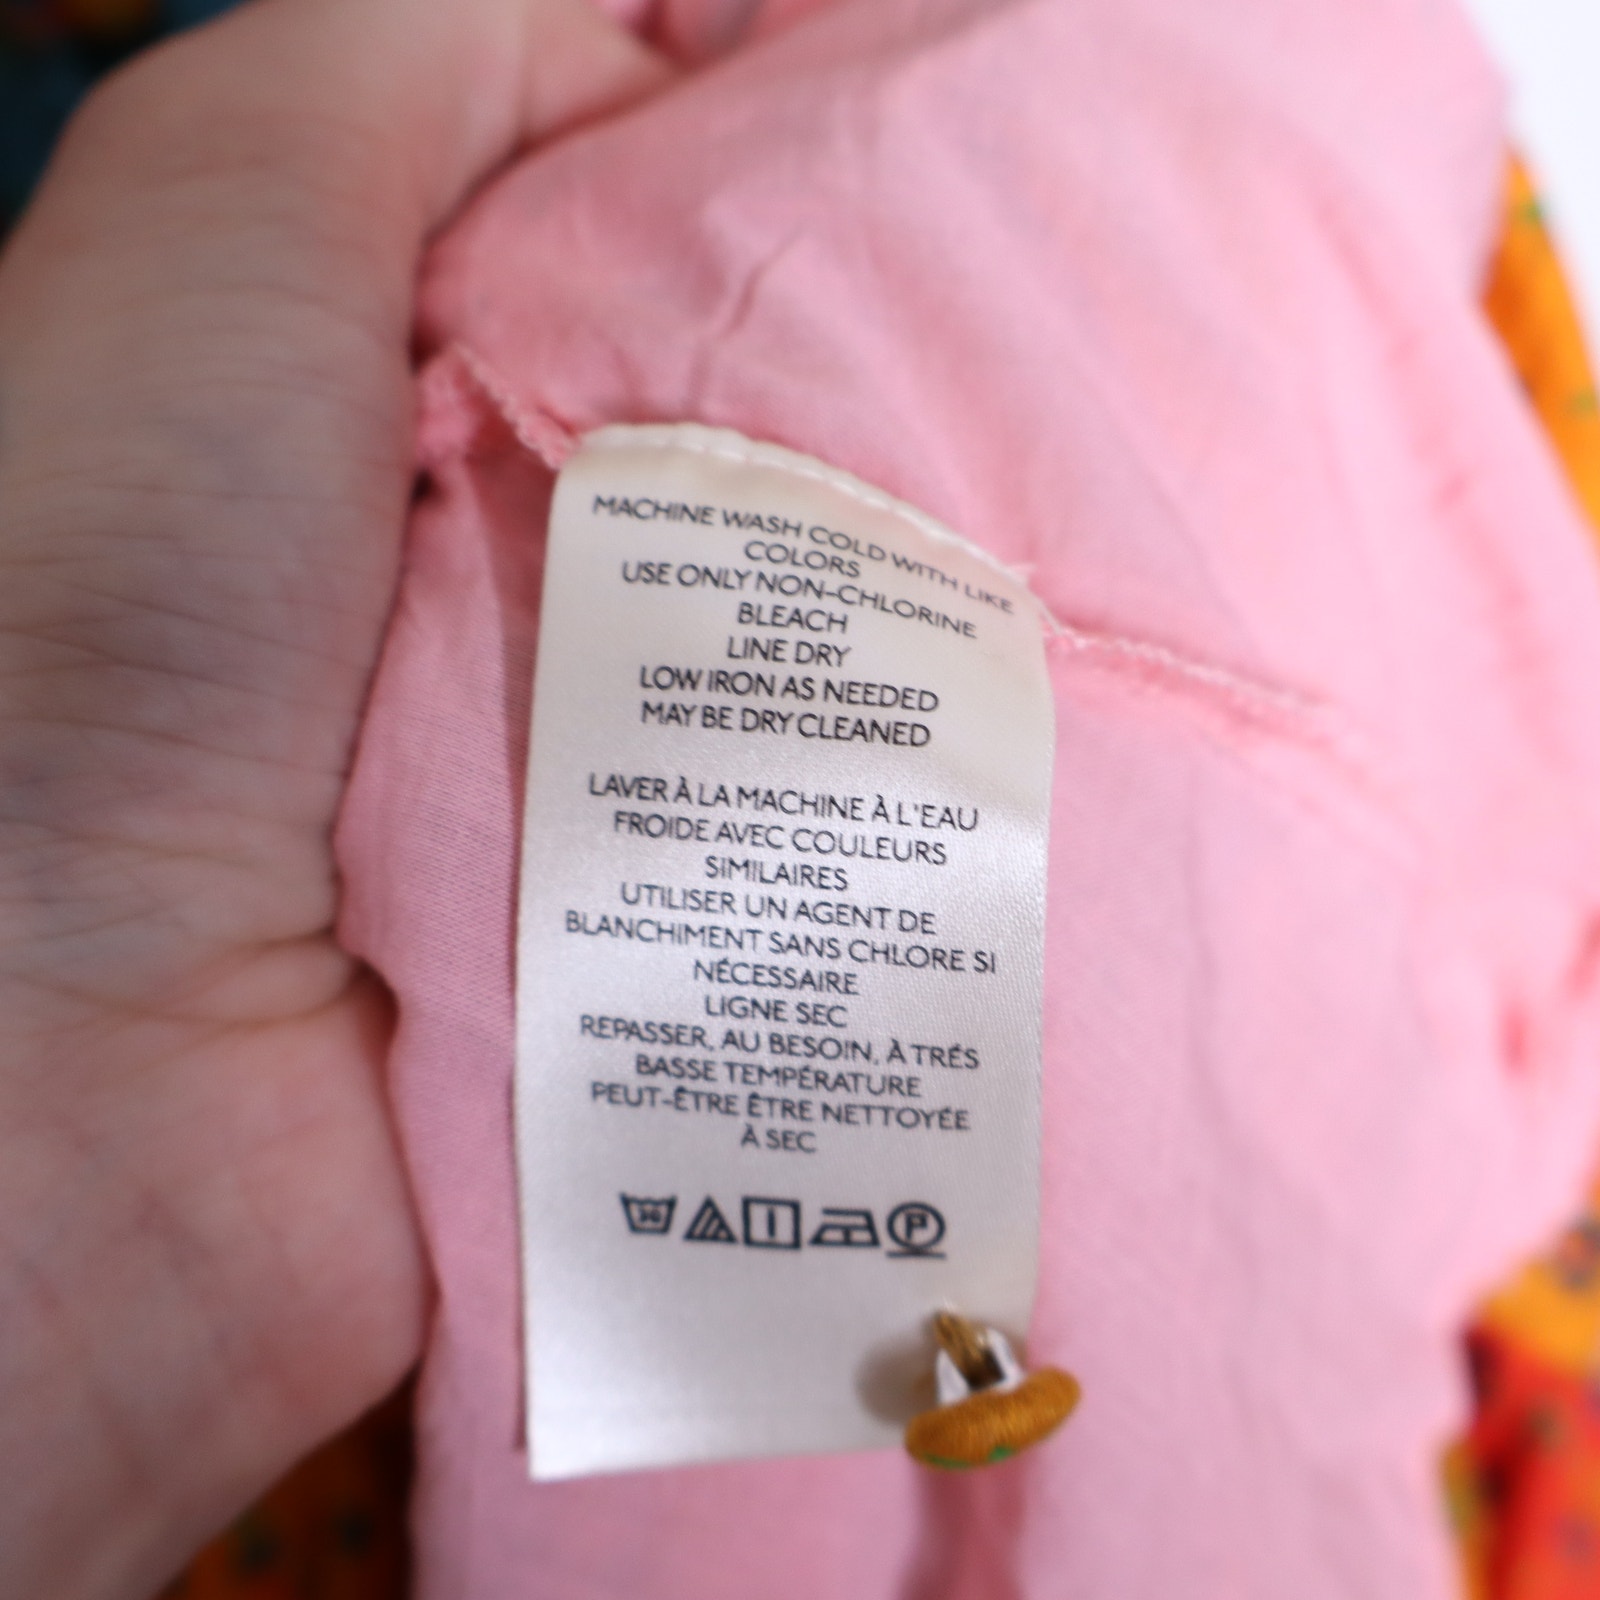 MACHINE WASH COLD WITH LIKE
COLORS
USE ONLY NON-CHLORINE
BLEACH
LINE DRY
LOW IRON AS NEEDED
MAY BE DRY CLEANED
LAVER À LA MACHINE À L'EAU
FROIDE AVEC COULEURS
SIMILAIRES
UTILISER UN AGENT DE
BLANCHIMENT SANS CHLORE SI
NÉCESSAIRE
LIGNE SEC
REPASSER, AU BESOIN, À TRÉS
BASSE TEMPÉRATURE
PEUT-ÊTRE ÊTRE NETTOYÉE
À SEC
30 P